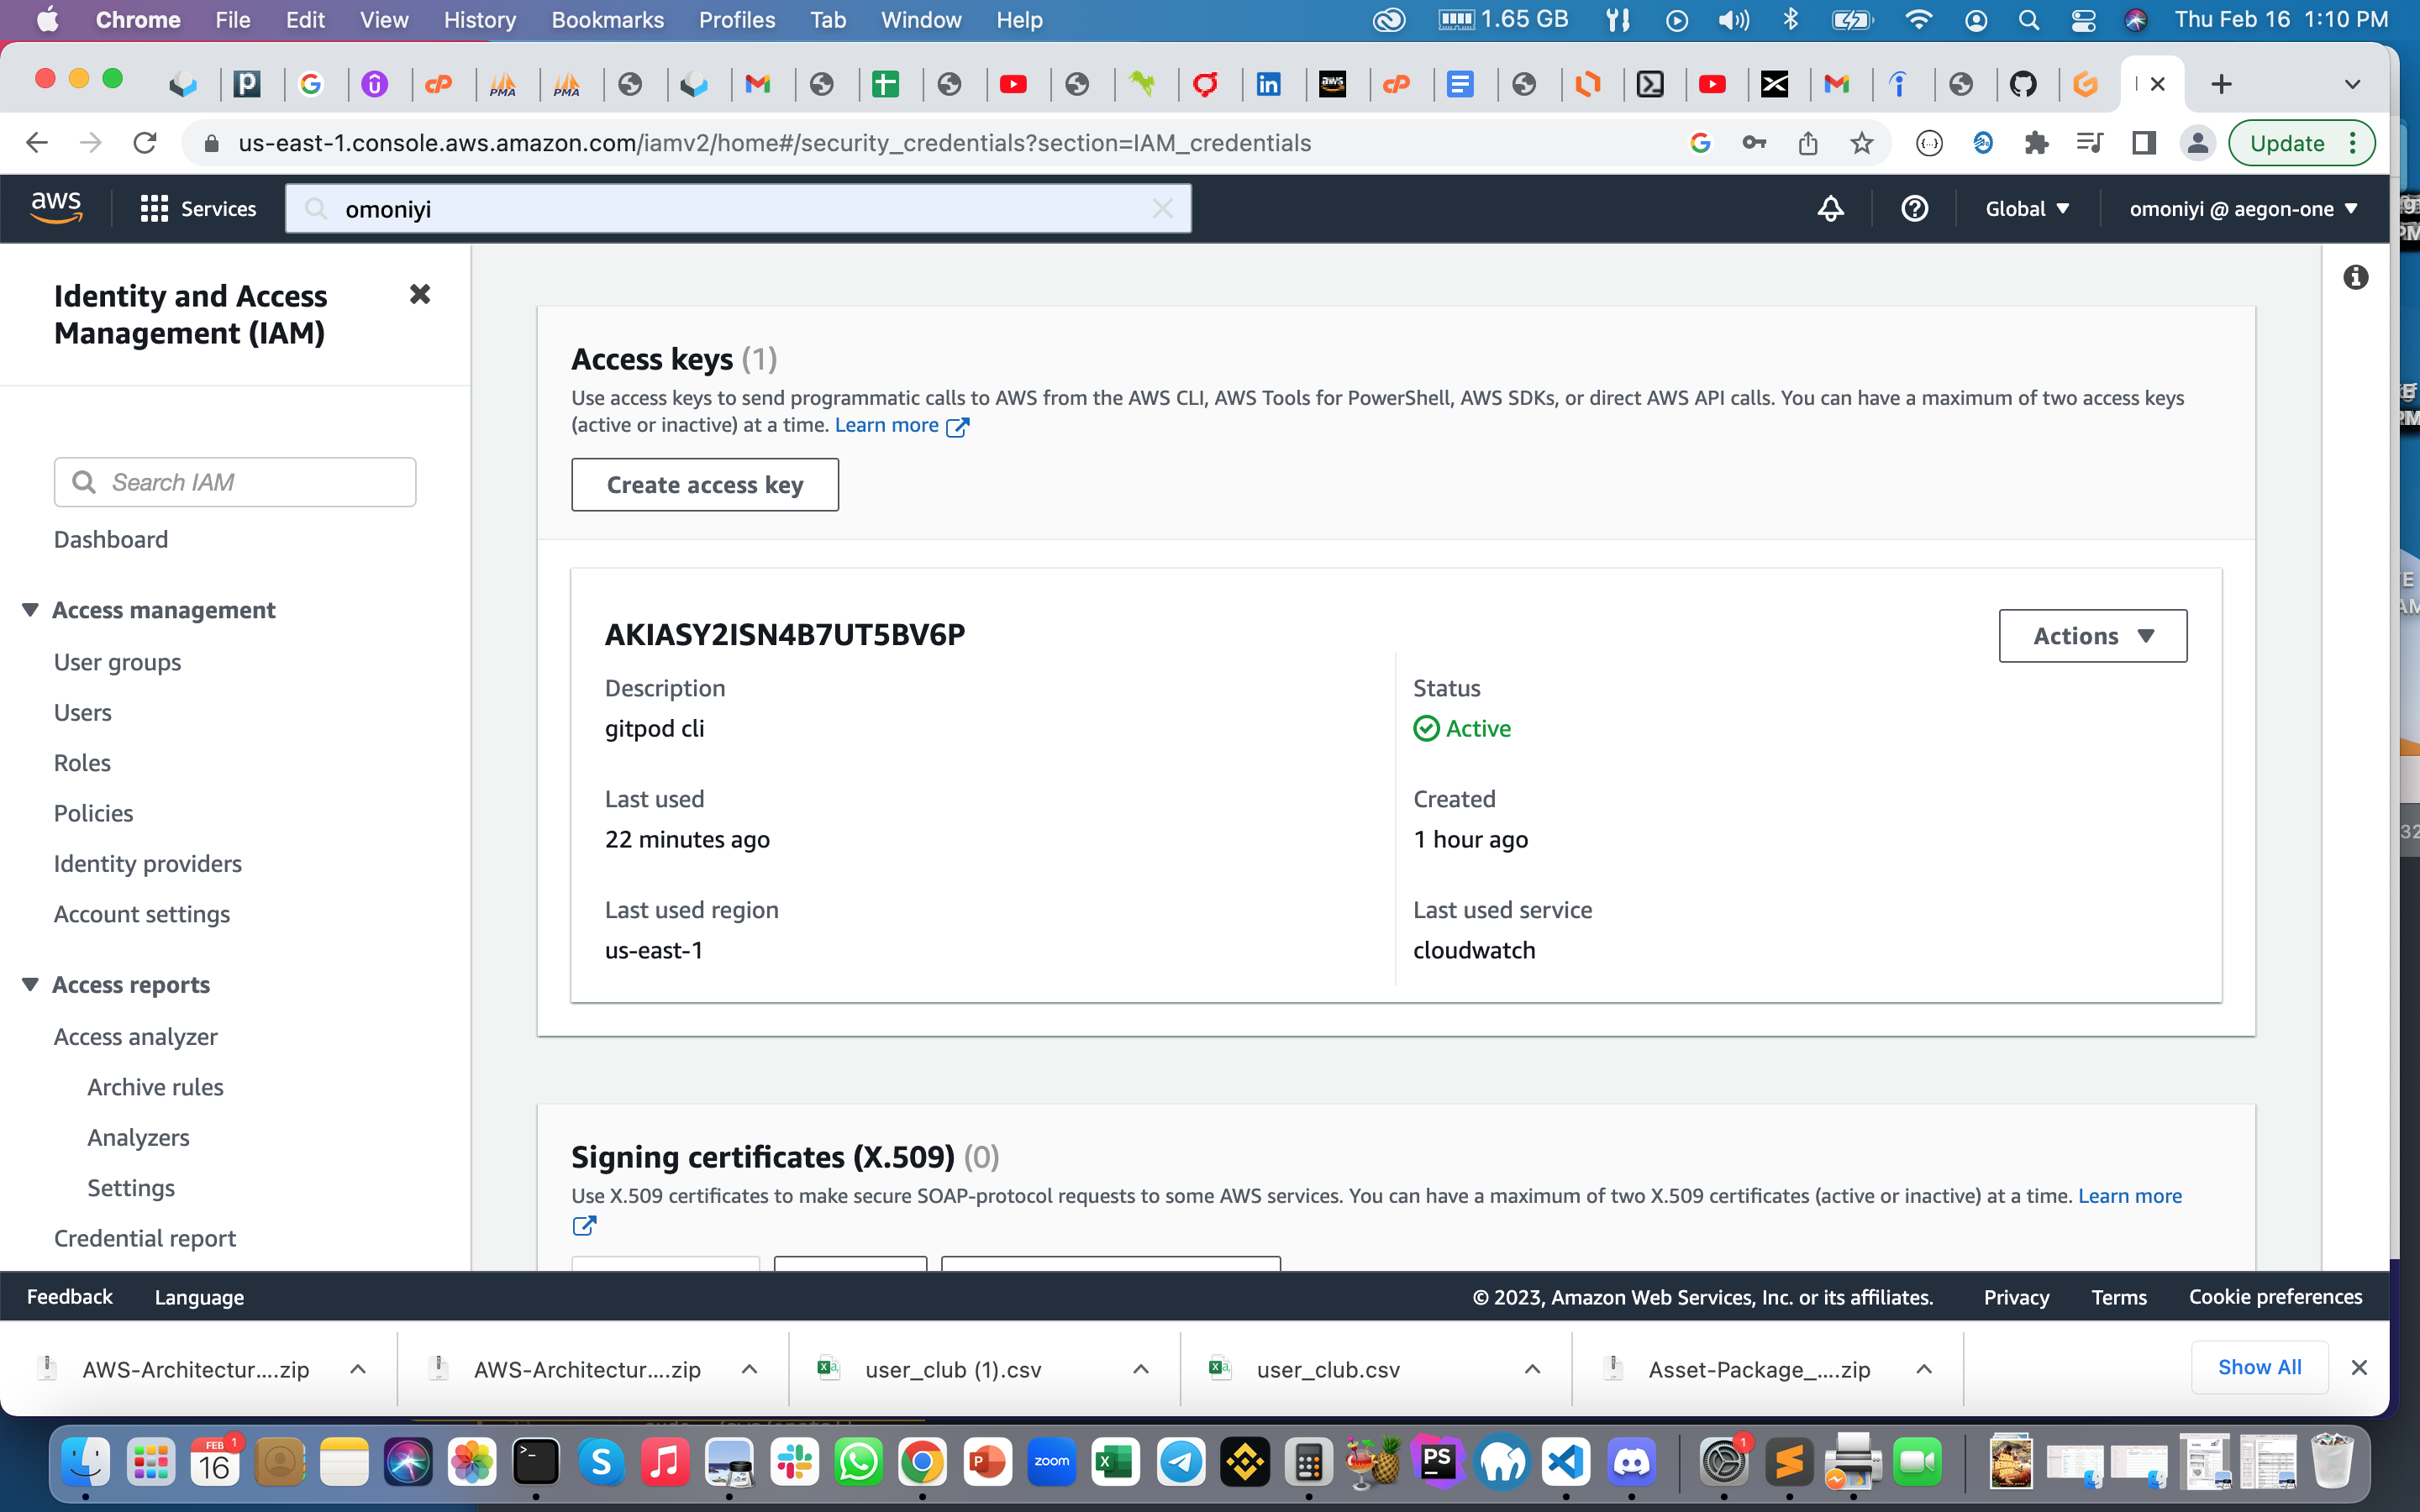 Chrome File Edit View History Bookmarks Profiles Tab Window Help 1.65 GB Thu Feb 16 1:10 PM
us-east-1.console.aws.amazon.com/iamv2/home#/security_credentials?section=IAM_credentials Update
aws Services omoniyi Global omoniyi @ aegon-one
Identity and Access
Management (IAM)
Search IAM
Dashboard
Access management
User groups
Users
Roles
Policies
Identity providers
Account settings
Access reports
Access analyzer
Archive rules
Analyzers
Settings
Credential report
Access keys (1)
Use access keys to send programmatic calls to AWS from the AWS CLI, AWS Tools for PowerShell, AWS SDKs, or direct AWS API calls. You can have a maximum of two access keys
(active or inactive) at a time. Learn more
Create access key
AKIASY2ISN4B7UT5BV6P
Actions
Description
gitpod cli
Status
Active
Last used
22 minutes ago
Created
1 hour ago
Last used region
us-east-1
Last used service
cloudwatch
Signing certificates (X.509) (0)
Use X.509 certificates to make secure SOAP-protocol requests to some AWS services. You can have a maximum of two X.509 certificates (active or inactive) at a time. Learn more
Feedback Language © 2023, Amazon Web Services, Inc. or its affiliates. Privacy Terms Cookie preferences
AWS-Architectur....zip AWS-Architectur....zip user_club (1).csv user_club.csv Asset-Package_....zip Show All
FEB 1
16
zoom
PS
1